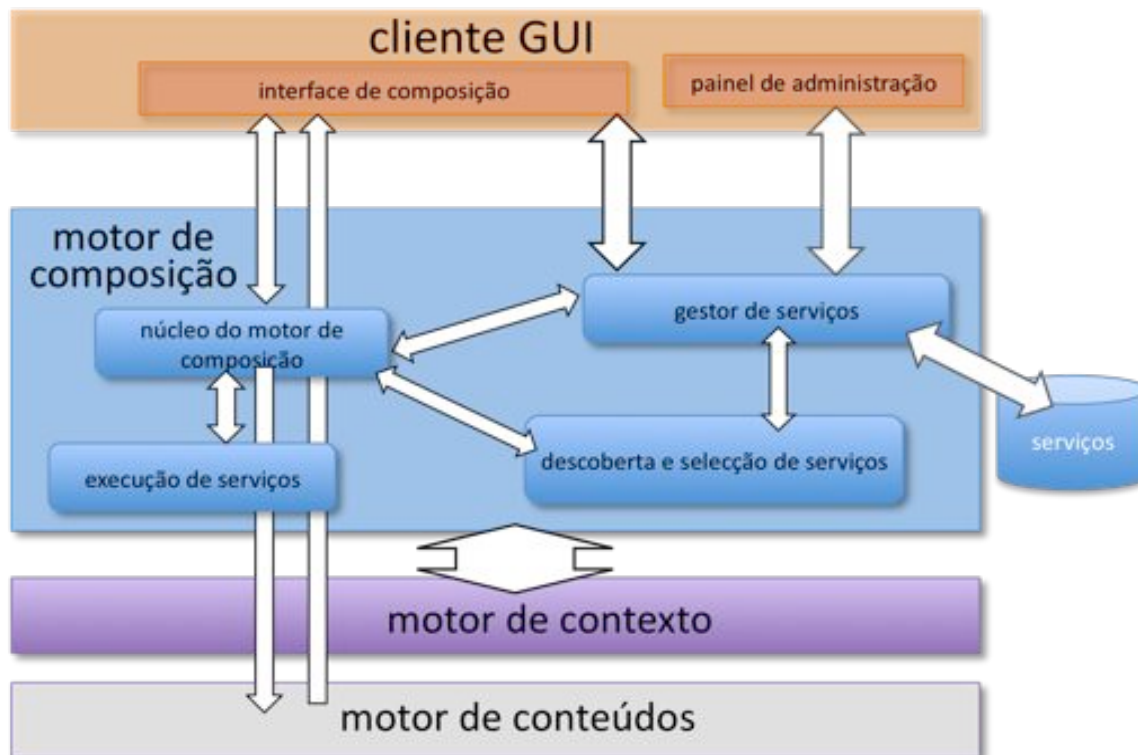 cliente GUI
interface de composição
painel de administração
motor de
composição
gestor de serviços
núcleo do motor de
composição
descoberta e selecção de serviços
serviços
execução de serviços
motor de contexto
motor de conteúdos